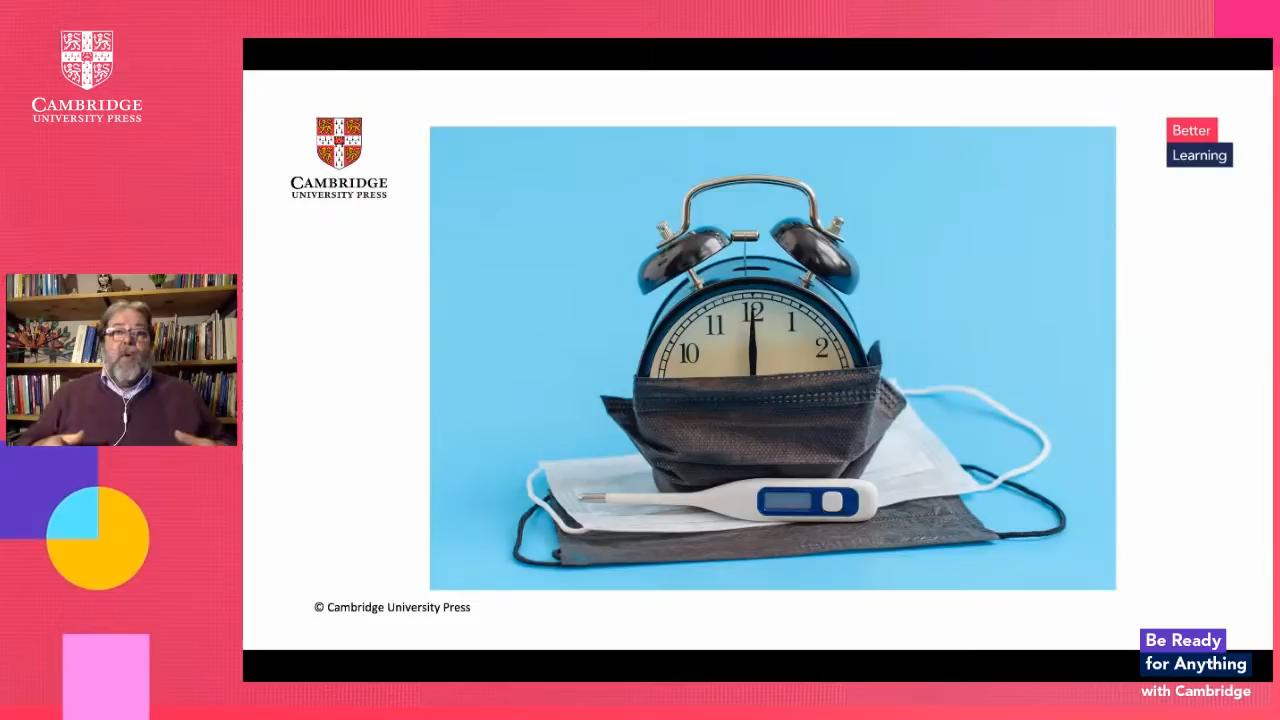 CAMBRIDGE
UNIVERSITY PRESS
CAMBRIDGE
UNIVERSITY PRESS
Better
Learning
12
11
1
10
2
© Cambridge University Press
Be Ready
for Anything
with Cambridge